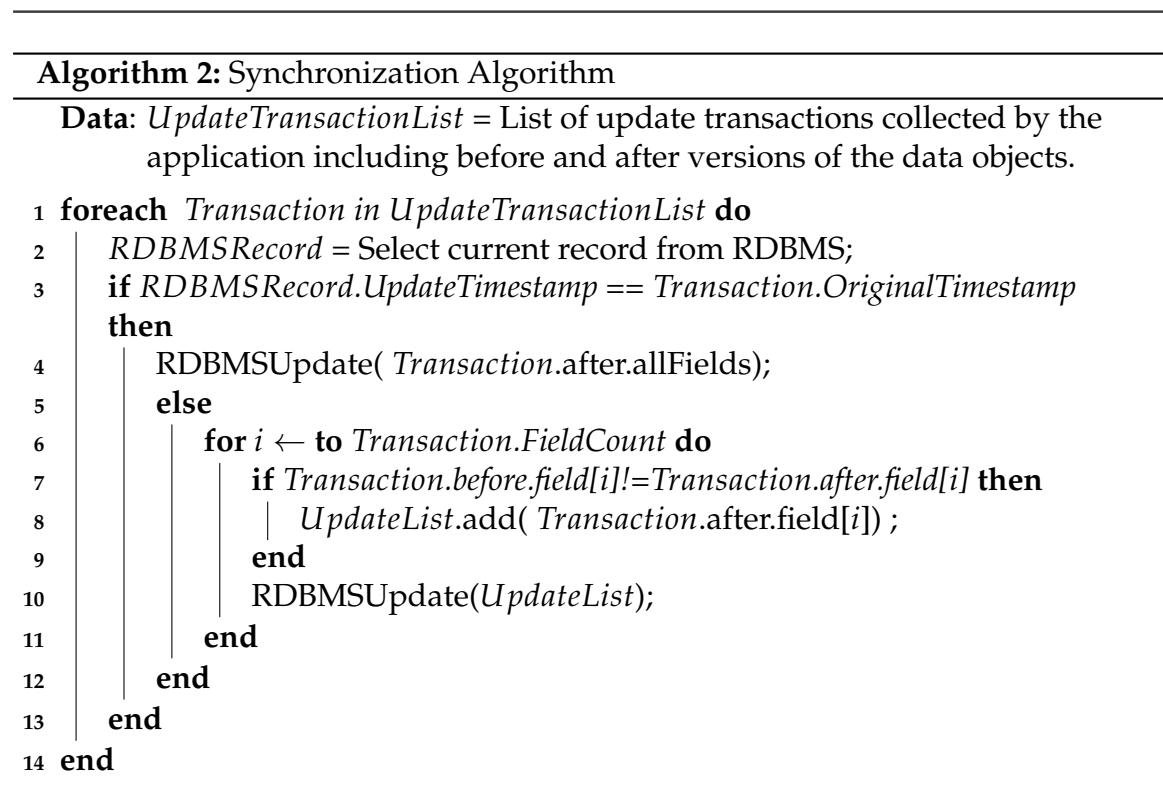 Algorithm 2: Synchronization Algorithm
Data: UpdateTransactionList = List of update transactions collected by the
application including before and after versions of the data objects.
1 foreach Transaction in UpdateTransactionList do
2 RDBMSRecord = Select current record from RDBMS;
3 if RDBMSRecord.UpdateTimestamp == Transaction.OriginalTimestamp
then
4 RDBMSUpdate( Transaction.after.allFields);
5 else
6 for i ← to Transaction.FieldCount do
7 if Transaction.before.field[i]!=Transaction.after.field[i] then
8 UpdateList.add( Transaction.after.field[i]) ;
9 end
10 RDBMSUpdate(UpdateList);
11 end
12 end
13 end
14 end